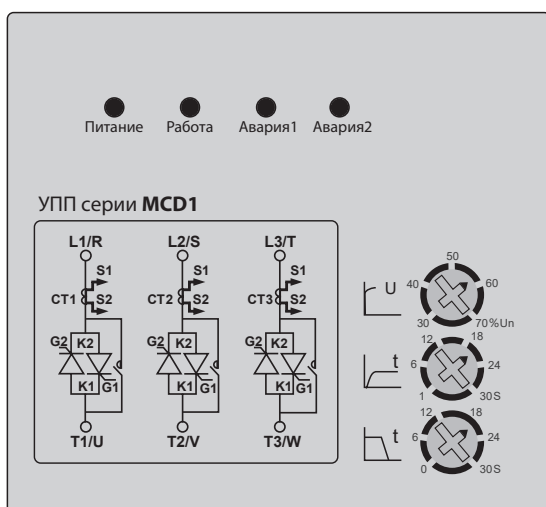 Питание Работа Авария1 Авария2
УПП серии MCD1
L1/R L2/S L3/T
S1 S1 S1
CT1 S2 CT2 S2 CT3 S2
G2 K2 G2 K2 G2 K2
K1 G1 K1 G1 K1 G1
T1/U T2/V T3/W
50
40 60
U
30 70%Un
12 18
t 6 24
1 30S
12 18
t 6 24
0 30S